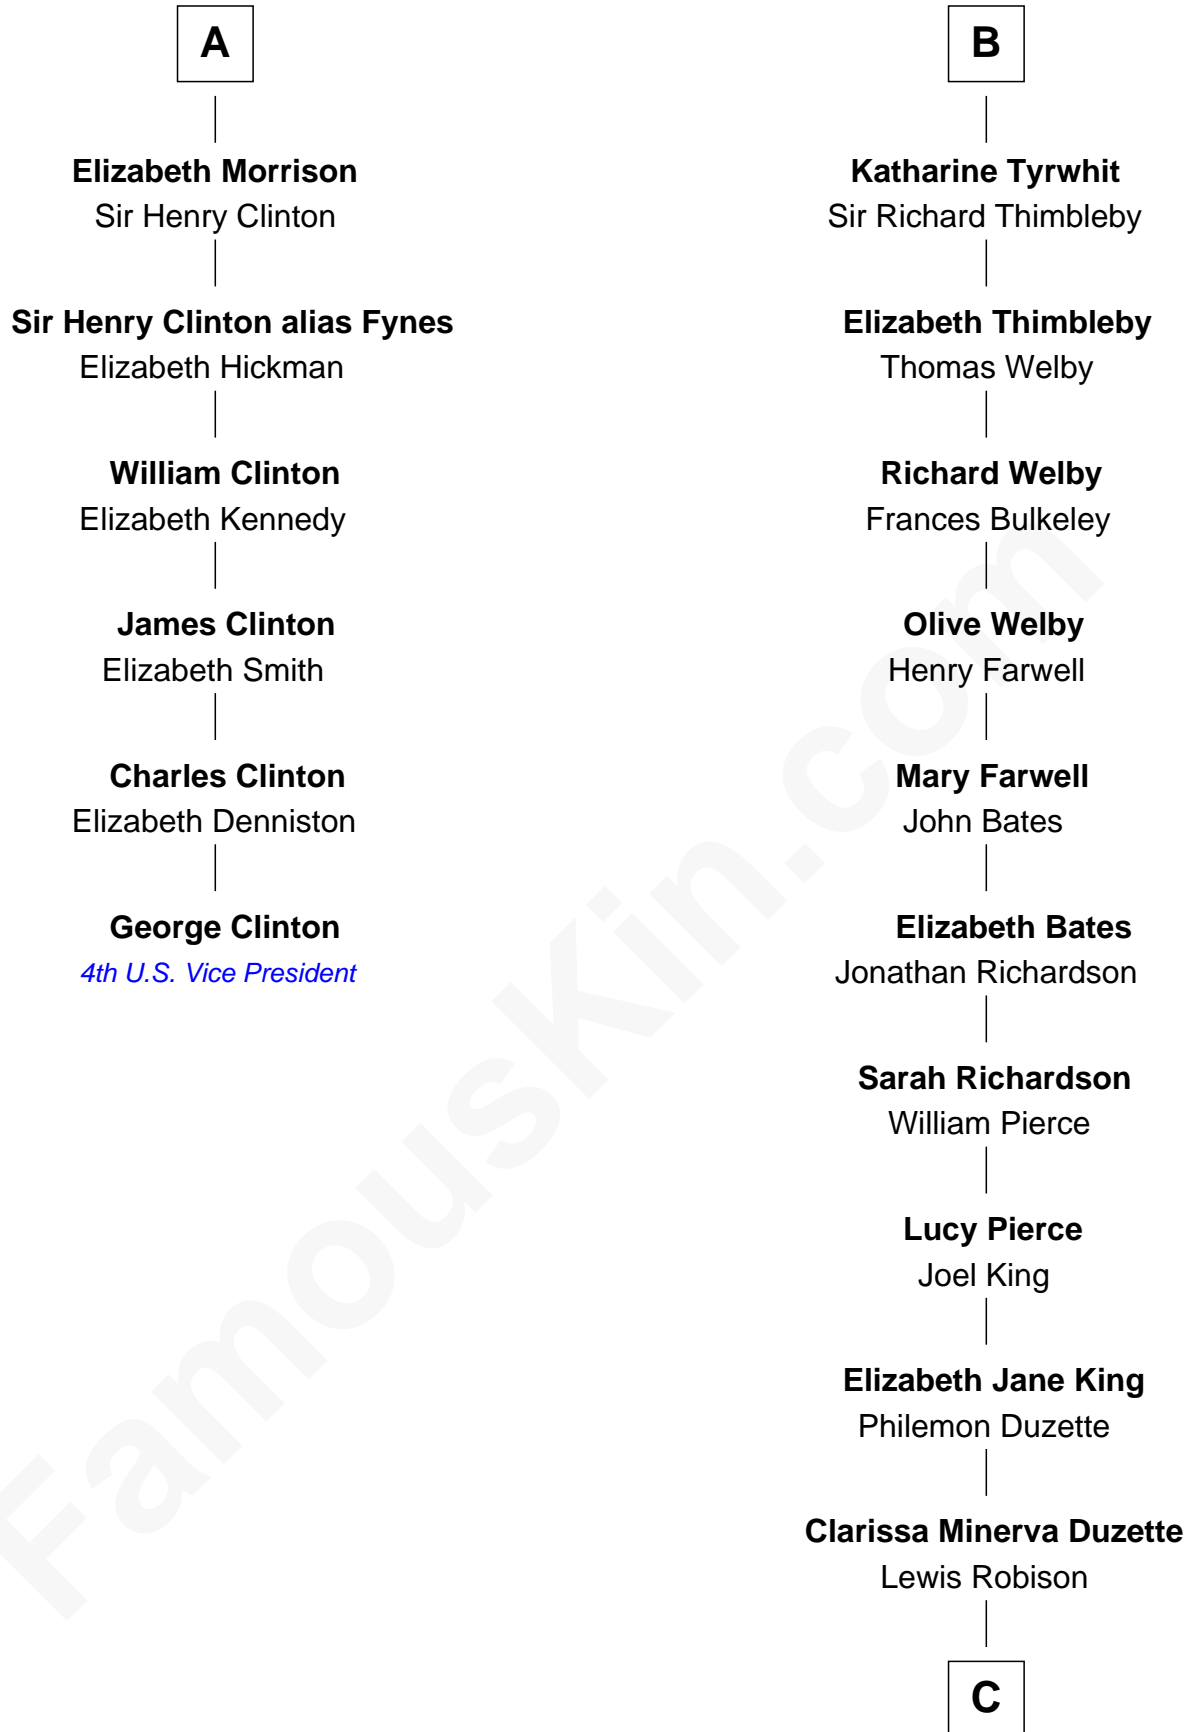 A
Elizabeth Morrison
Sir Henry Clinton
Sir Henry Clinton alias Fynes
Elizabeth Hickman
William Clinton
Elizabeth Kennedy
James Clinton
Elizabeth Smith
Charles Clinton
Elizabeth Denniston
George Clinton
4th U.S. Vice President
B
Katharine Tyrwhit
Sir Richard Thimbleby
Elizabeth Thimbleby
Thomas Welby
Richard Welby
Frances Bulkeley
Olive Welby
Henry Farwell
Mary Farwell
John Bates
Elizabeth Bates
Jonathan Richardson
Sarah Richardson
William Pierce
Lucy Pierce
Joel King
Elizabeth Jane King
Philemon Duzette
Clarissa Minerva Duzette
Lewis Robison
C
FamousKin.com